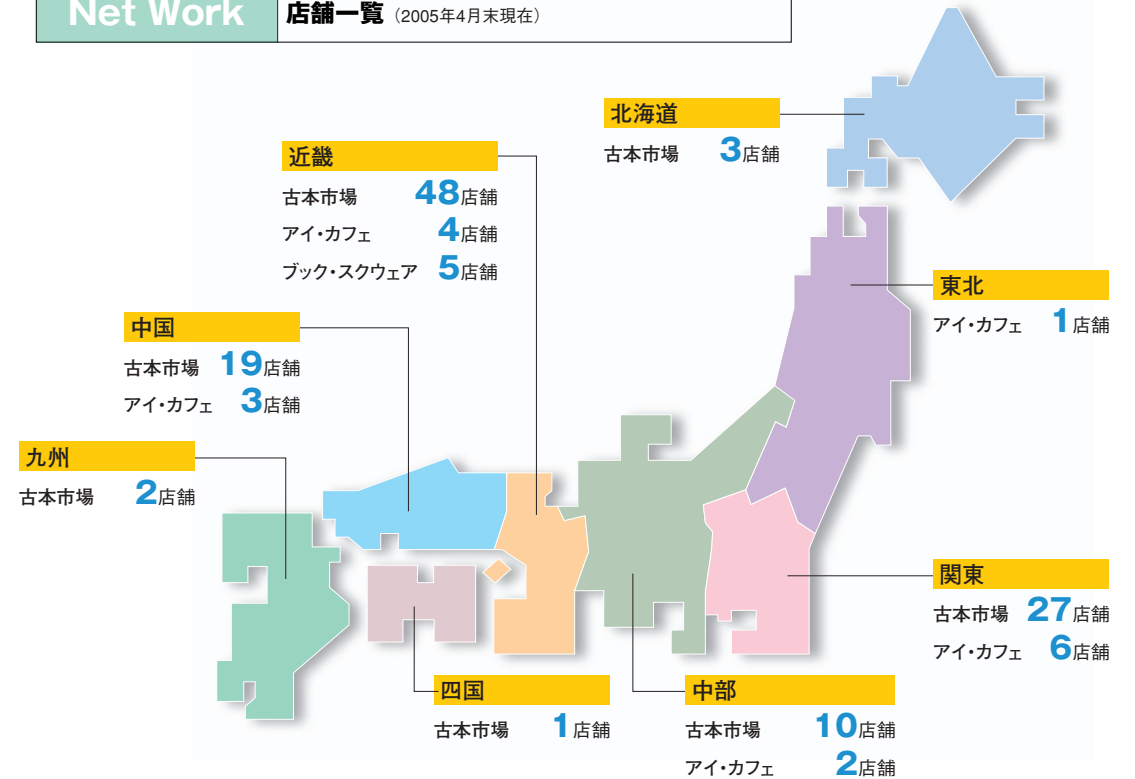 Net Work
店舗一覧（2005年4月末現在）
北海道
古本市場 3店舗
近畿
古本市場 48店舗
アイ・カフェ 4店舗
ブック・スクウェア 5店舗
東北
アイ・カフェ 1店舗
中国
古本市場 19店舗
アイ・カフェ 3店舗
九州
古本市場 2店舗
関東
古本市場 27店舗
アイ・カフェ 6店舗
四国
古本市場 1店舗
中部
古本市場 10店舗
アイ・カフェ 2店舗